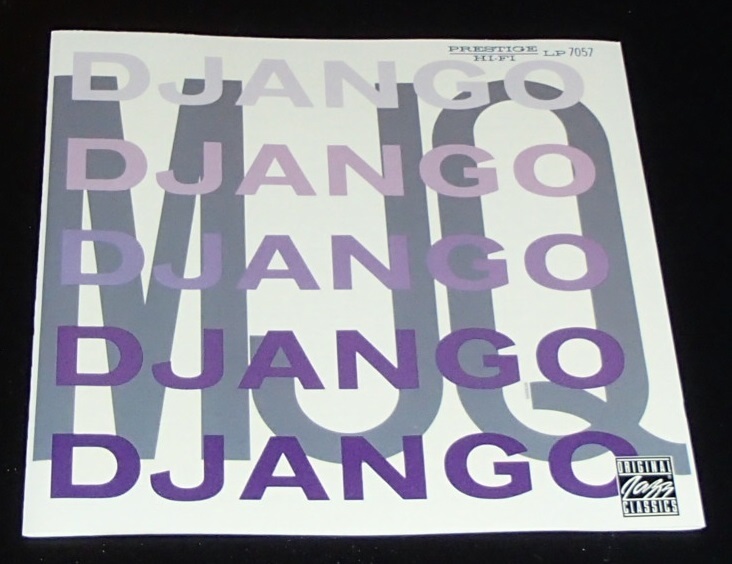 PRESTIGE LP 7057
HI-FI
DJANGO
MJQ
DJANGO
DJANGO
DJANGO
DJANGO
ORIGINAL
Jazz
CLASSICS